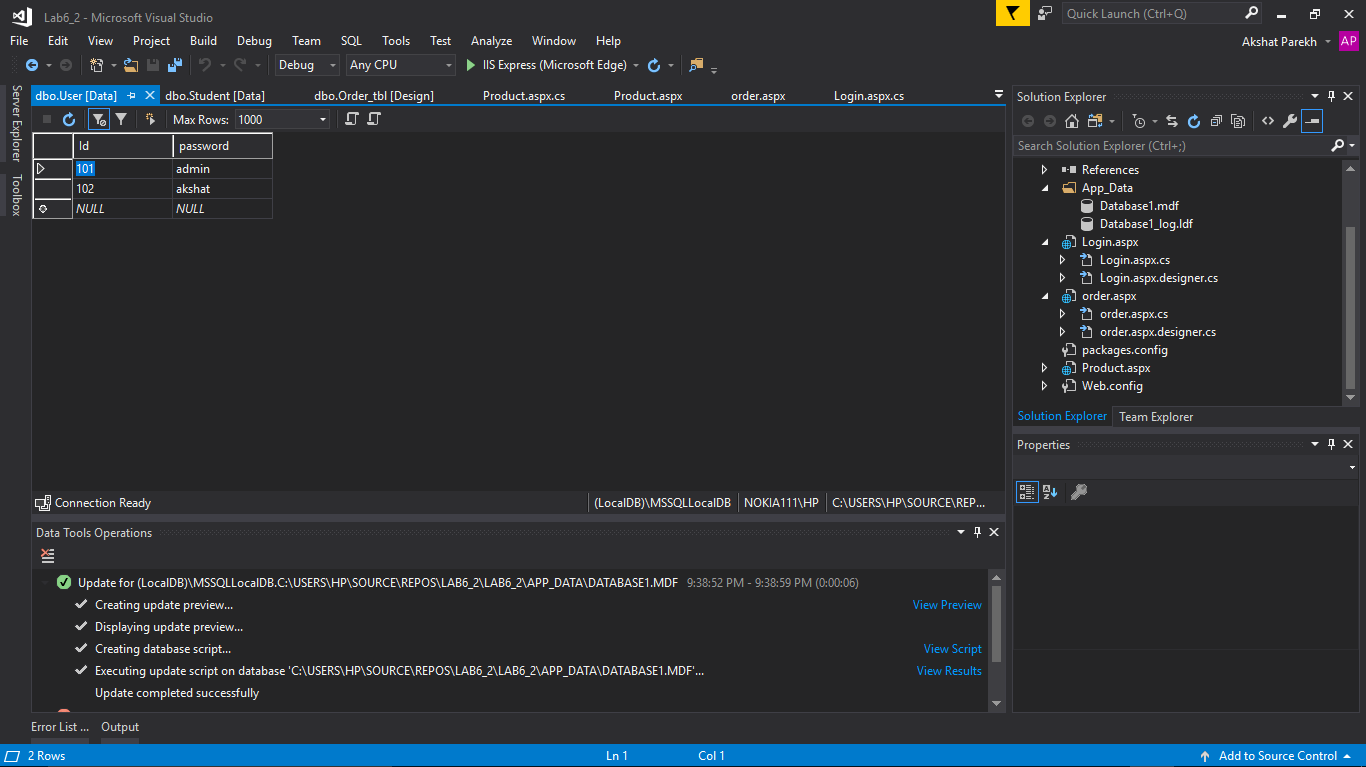 Lab6_2 - Microsoft Visual Studio
Quick Launch (Ctrl+Q)
File Edit View Project Build Debug Team SQL Tools Test Analyze Window Help
Akshat Parekh AP
Debug Any CPU IIS Express (Microsoft Edge)
Server Explorer
Toolbox
dbo.User [Data] dbo.Student [Data] dbo.Order_tbl [Design] Product.aspx.cs Product.aspx order.aspx Login.aspx.cs
Max Rows: 1000
Id password
101 admin
102 akshat
NULL NULL
Connection Ready (LocalDB)\MSSQLLocalDB NOKIA111\HP C:\USERS\HP\SOURCE\REP...
Data Tools Operations
Update for (LocalDB)\MSSQLLocalDB.C:\USERS\HP\SOURCE\REPOS\LAB6_2\LAB6_2\APP_DATA\DATABASE1.MDF 9:38:52 PM - 9:38:59 PM (0:00:06)
Creating update preview... View Preview
Displaying update preview...
Creating database script... View Script
Executing update script on database 'C:\USERS\HP\SOURCE\REPOS\LAB6_2\LAB6_2\APP_DATA\DATABASE1.MDF'... View Results
Update completed successfully
Solution Explorer
Search Solution Explorer (Ctrl+;)
References
App_Data
Database1.mdf
Database1_log.ldf
Login.aspx
Login.aspx.cs
Login.aspx.designer.cs
order.aspx
order.aspx.cs
order.aspx.designer.cs
packages.config
Product.aspx
Web.config
Solution Explorer Team Explorer
Properties
Error List ... Output
2 Rows Ln 1 Col 1 Add to Source Control